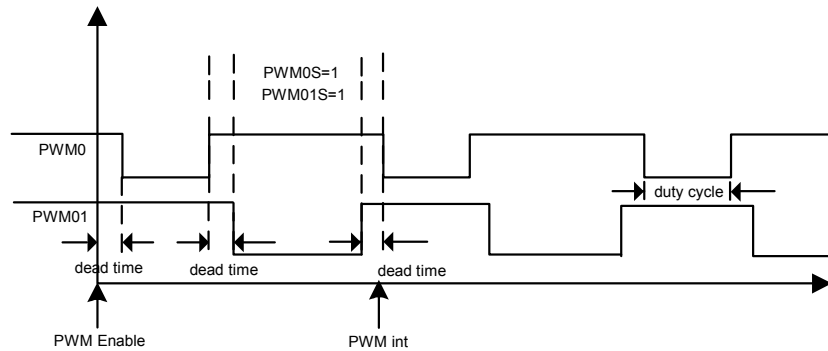 PWM0S=1
PWM01S=1
PWM0
duty cycle
PWM01
dead time
dead time
dead time
PWM Enable
PWM int